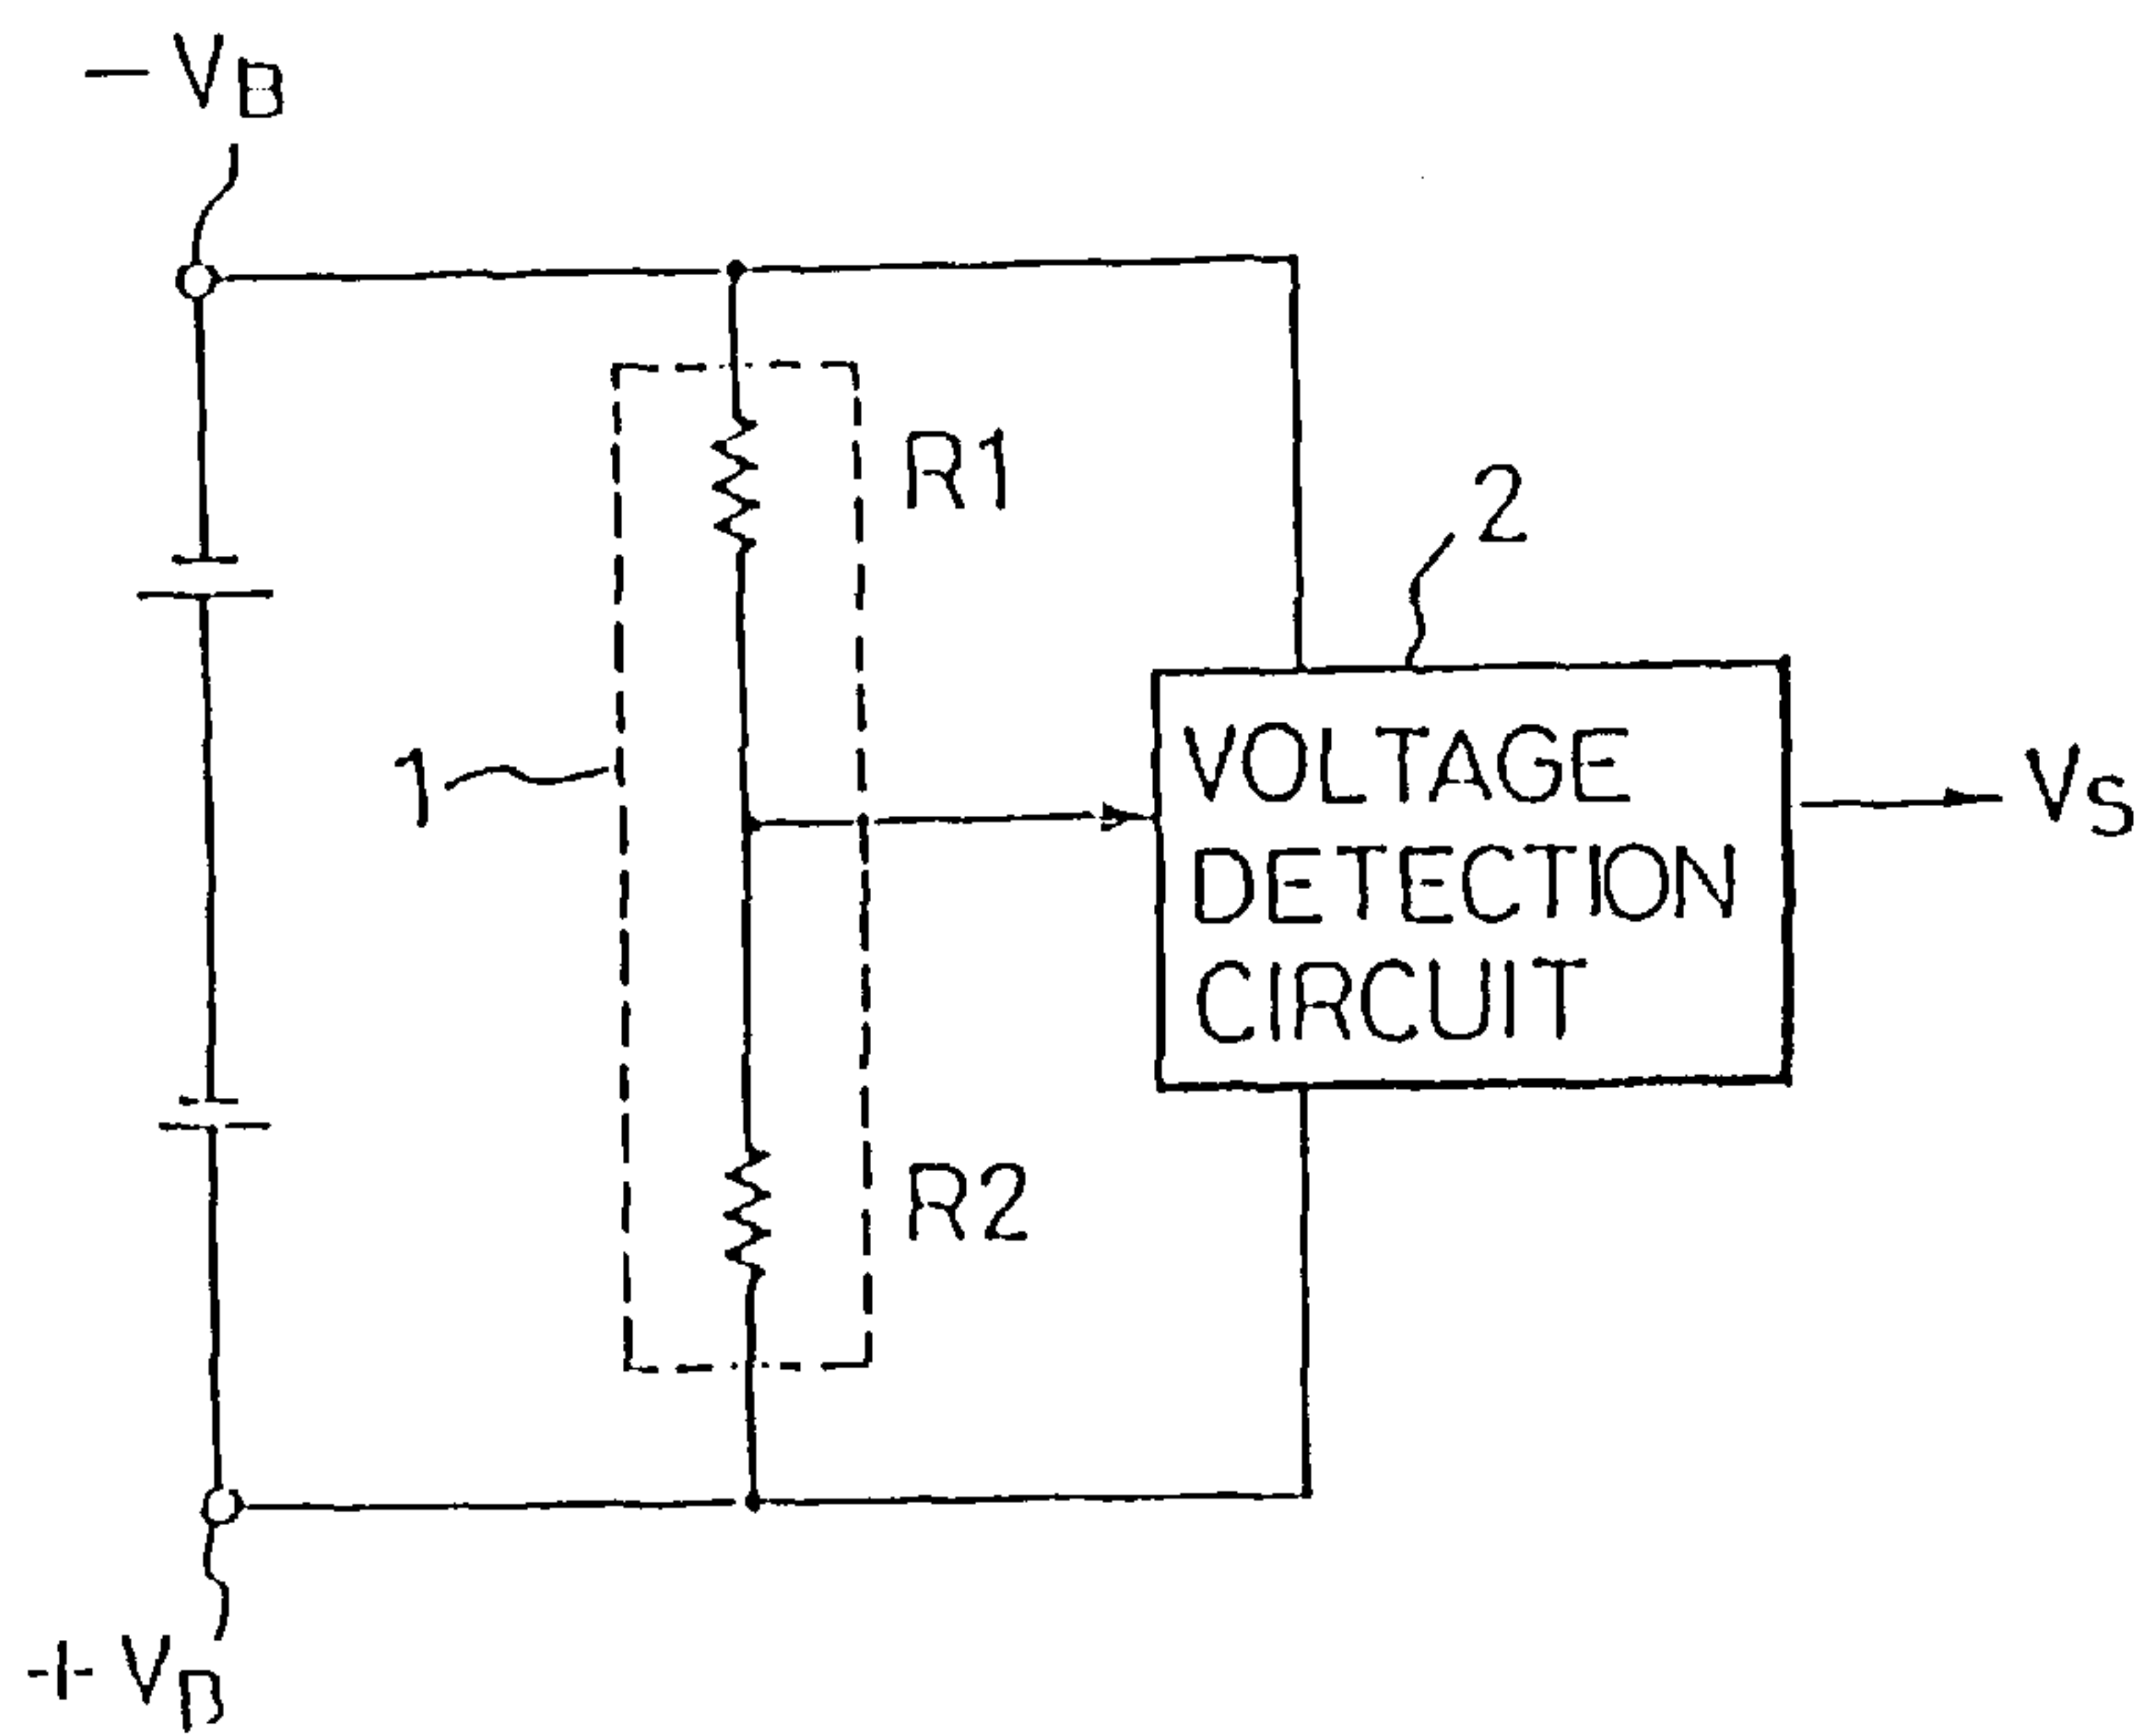 − VB
R1
2
1
VOLTAGE
DETECTION
CIRCUIT
VS
R2
+ VB